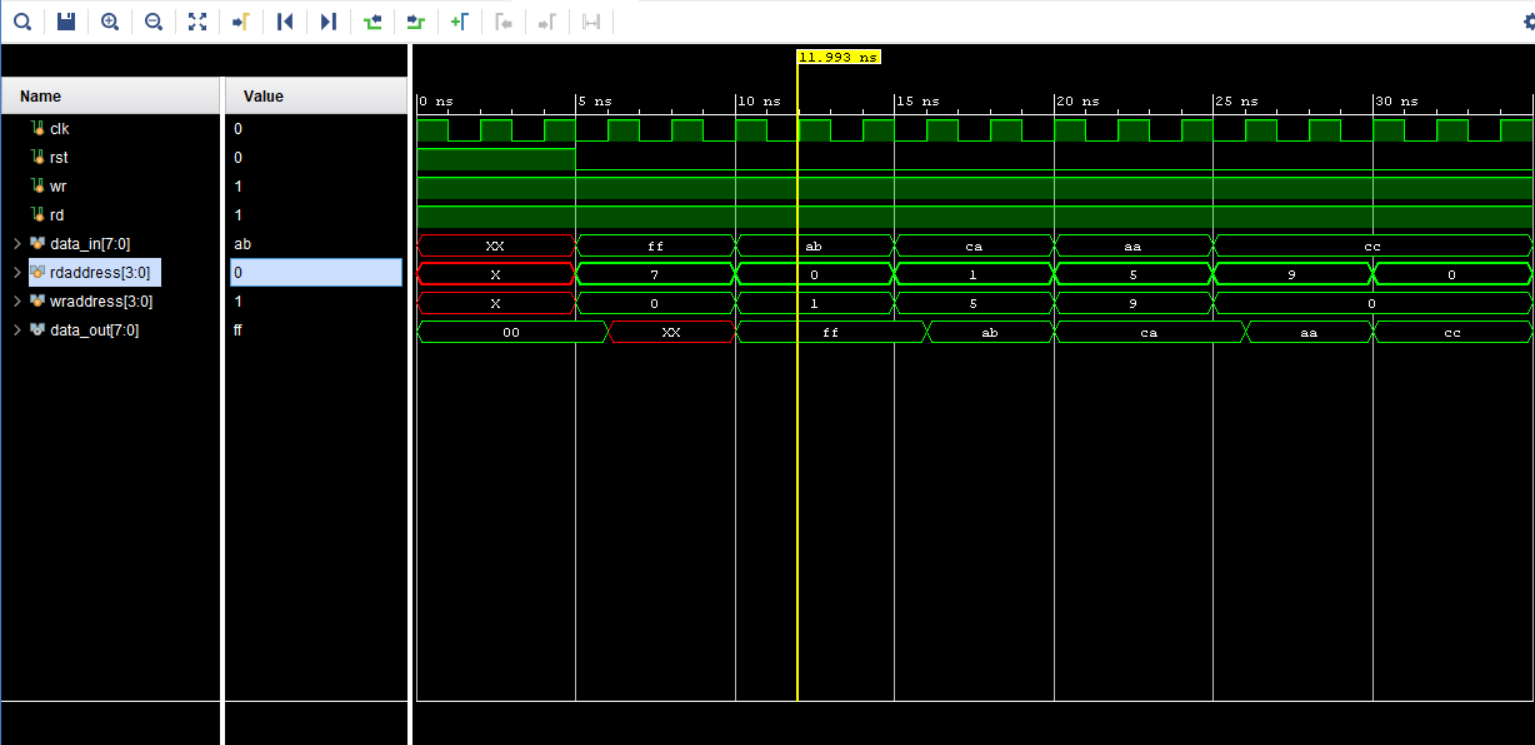 11.993 ns
Name Value
0 ns 5 ns 10 ns 15 ns 20 ns 25 ns 30 ns
clk 0
rst 0
wr 1
rd 1
data_in[7:0] ab XX ff ab ca aa cc
rdaddress[3:0] 0 X 7 0 1 5 9 0
wraddress[3:0] 1 X 0 1 5 9 0
data_out[7:0] ff 00 XX ff ab ca aa cc